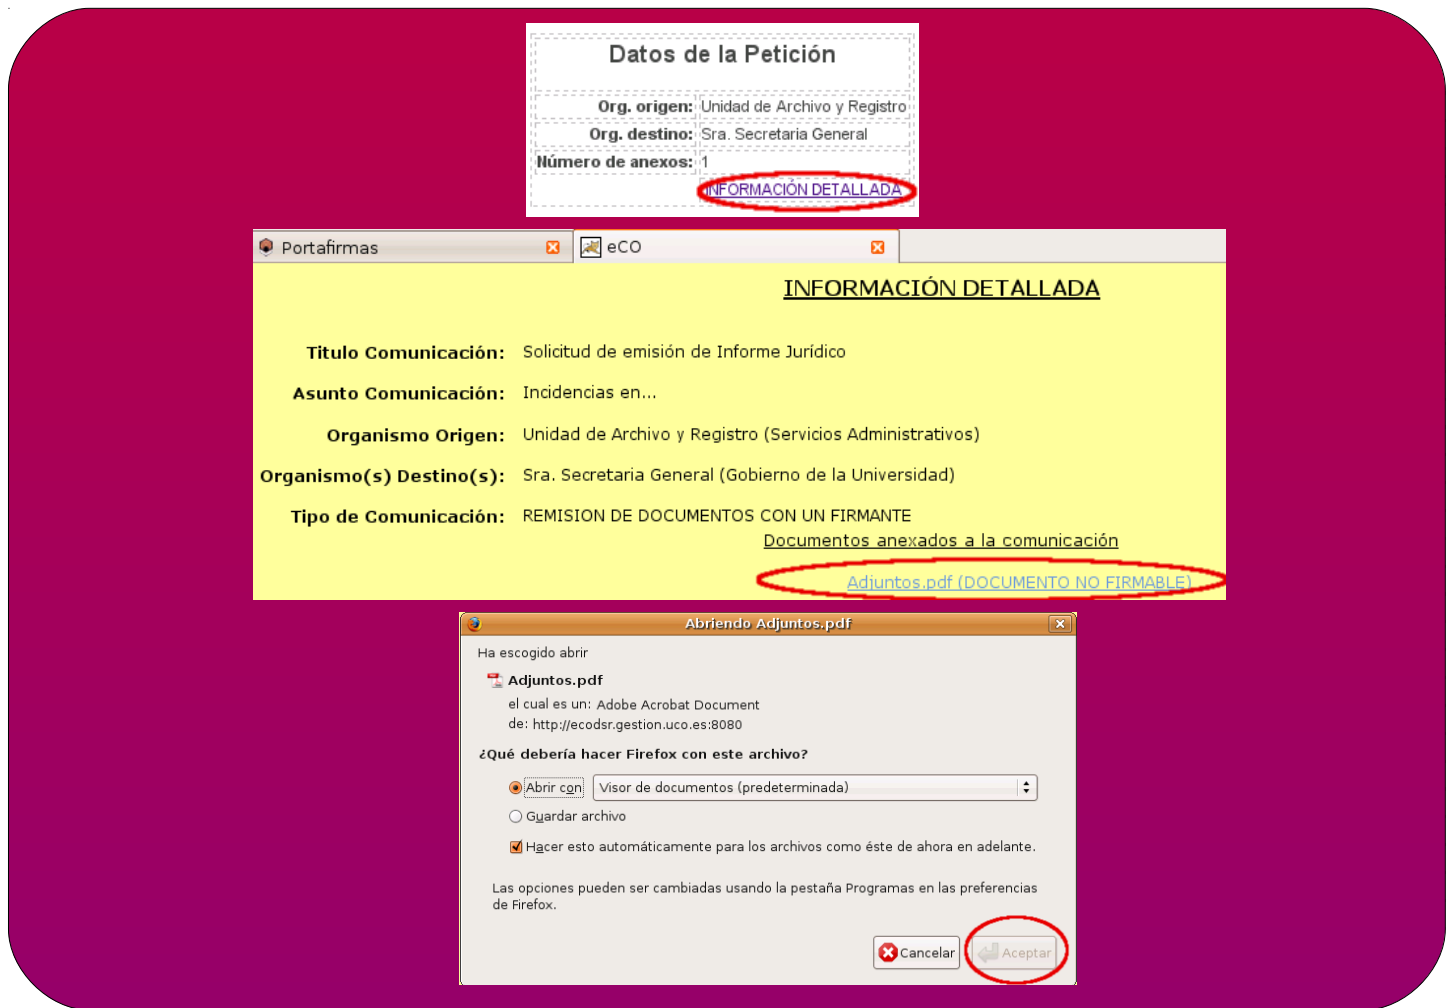 Datos de la Petición
Org. origen: Unidad de Archivo y Registro
Org. destino: Sra. Secretaria General
Número de anexos: 1
INFORMACIÓN DETALLADA
Portafirmas eCO
INFORMACIÓN DETALLADA
Titulo Comunicación: Solicitud de emisión de Informe Jurídico
Asunto Comunicación: Incidencias en...
Organismo Origen: Unidad de Archivo y Registro (Servicios Administrativos)
Organismo(s) Destino(s): Sra. Secretaria General (Gobierno de la Universidad)
Tipo de Comunicación: REMISION DE DOCUMENTOS CON UN FIRMANTE
Documentos anexados a la comunicación
Adjuntos.pdf (DOCUMENTO NO FIRMABLE)
Abriendo Adjuntos.pdf
Ha escogido abrir
Adjuntos.pdf
el cual es un: Adobe Acrobat Document
de: http://ecodsr.gestion.uco.es:8080
¿Qué debería hacer Firefox con este archivo?
Abrir con Visor de documentos (predeterminada)
Guardar archivo
Hacer esto automáticamente para los archivos como éste de ahora en adelante.
Las opciones pueden ser cambiadas usando la pestaña Programas en las preferencias
de Firefox.
Cancelar Aceptar